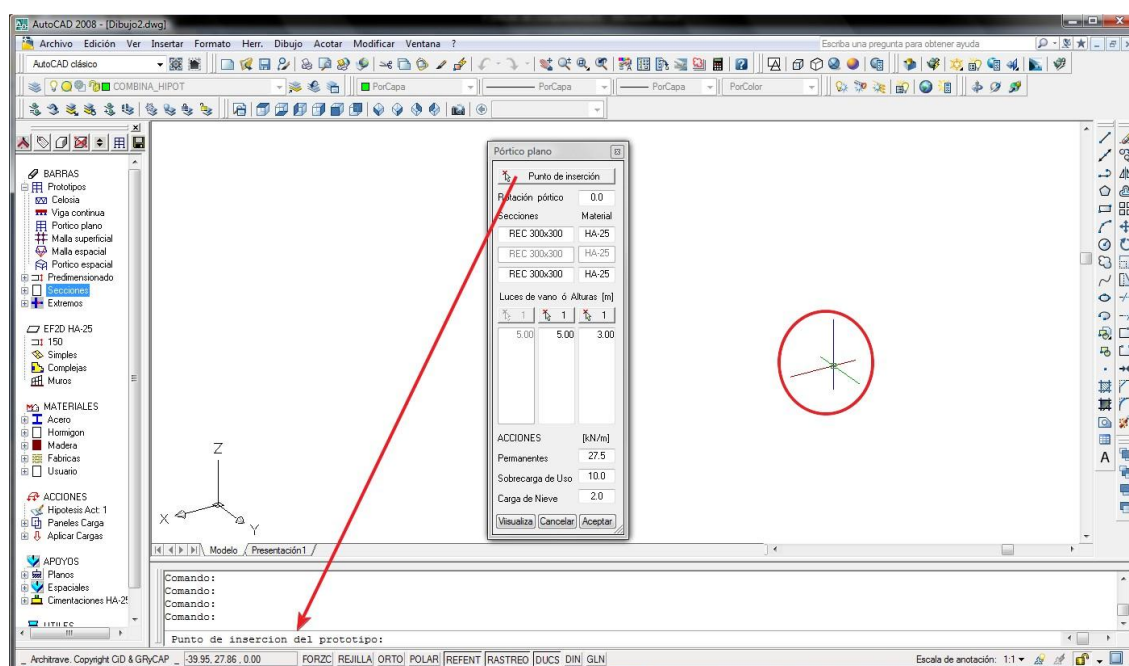 AutoCAD 2008 - [Dibujo2.dwg]
Archivo Edición Ver Insertar Formato Herr. Dibujo Acotar Modificar Ventana ?
Escriba una pregunta para obtener ayuda
AutoCAD clásico
COMBINA_HIPOT
PorCapa
PorCapa
PorCapa
PorColor
BARRAS
Prototipos
Celosia
Viga continua
Portico plano
Malla superficial
Malla espacial
Portico espacial
Predimensionado
Secciones
Extremos
EF2D HA-25
150
Simples
Complejas
Muros
MATERIALES
Acero
Hormigon
Madera
Fabricas
Usuario
ACCIONES
Hipotesis Act: 1
Paneles Carga
Aplicar Cargas
APOYOS
Planos
Espaciales
Cimentaciones HA-25
UTILES
Z
X
Y
Pórtico plano
Punto de inserción
Rotación pórtico 0.0
Secciones Material
REC 300x300 HA-25
REC 300x300 HA-25
REC 300x300 HA-25
Luces de vano ó Alturas [m]
1 1 1
5.00 5.00 3.00
ACCIONES [kN/m]
Permanentes 27.5
Sobrecarga de Uso 10.0
Carga de Nieve 2.0
Visualiza Cancelar Aceptar
Modelo Presentación1
Comando:
Comando:
Comando:
Comando:
Punto de insercion del prototipo:
_ Architrave. Copyright CiD & GRyCAP _ -39.95, 27.86 , 0.00 FORZC REJILLA ORTO POLAR REFENT RASTREO DUCS DIN GLN
Escala de anotación: 1:1
A